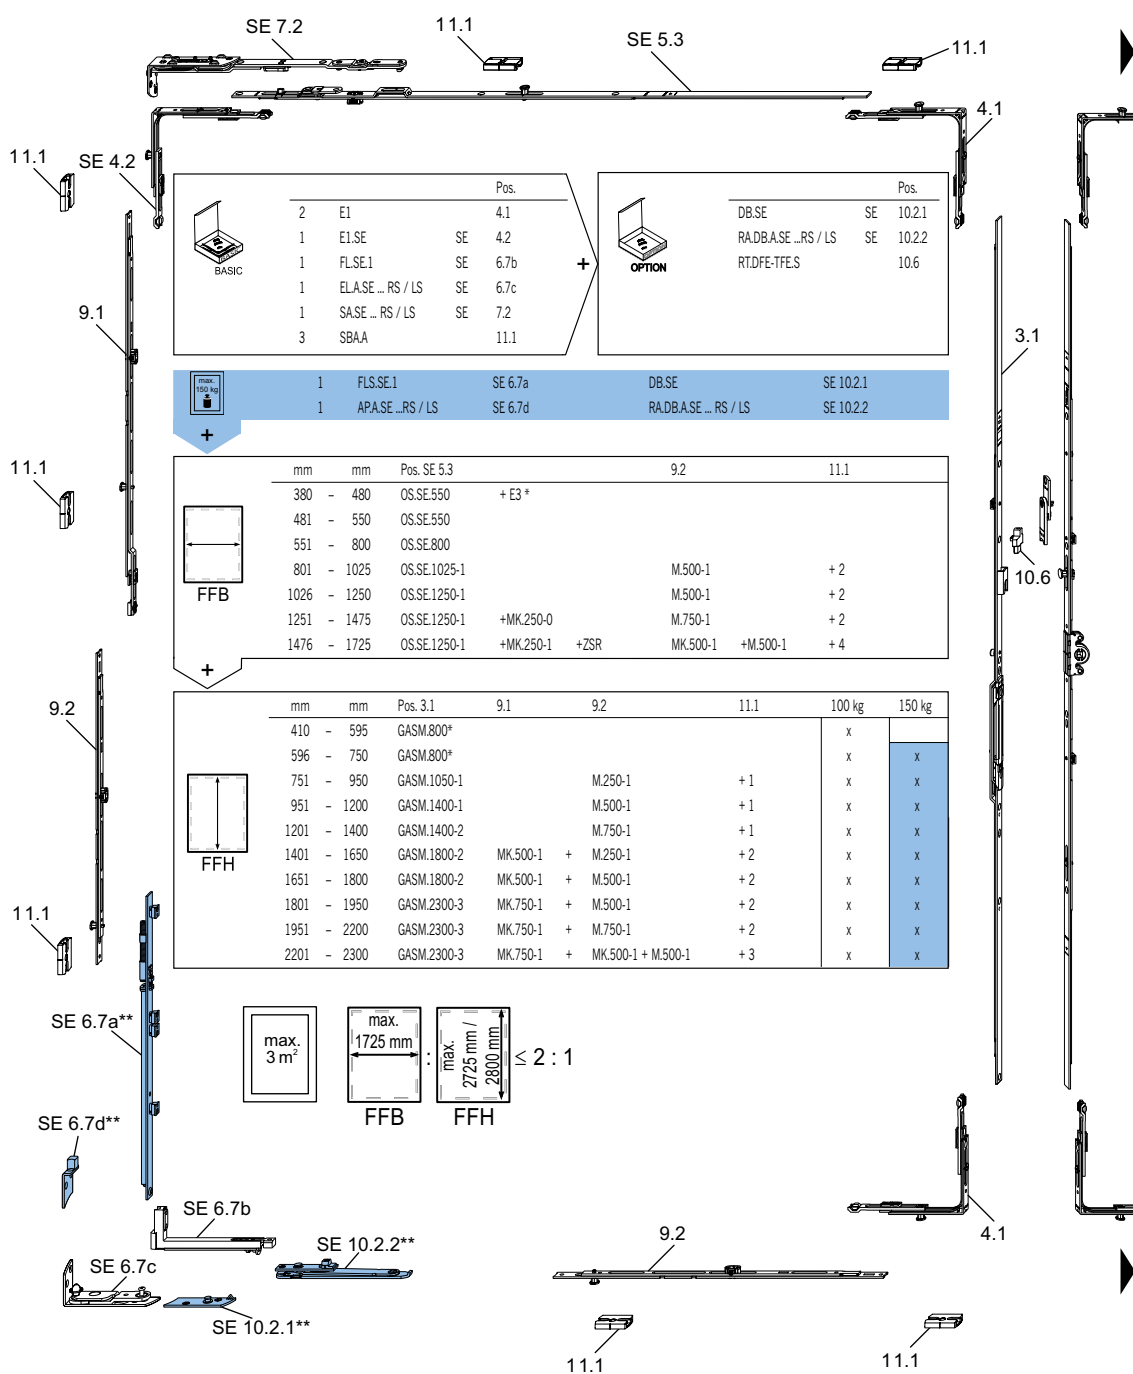 SE 7.2
11.1
SE 5.3
11.1
4.1
11.1
SE 4.2
Pos.
2 E1 4.1
1 E1.SE SE 4.2
1 FL.SE.1 SE 6.7b
1 EL.A.SE ... RS / LS SE 6.7c
1 SA.SE ... RS / LS SE 7.2
3 SBA.A 11.1
BASIC
+
Pos.
DB.SE SE 10.2.1
RA.DB.A.SE ...RS / LS SE 10.2.2
RT.DFE-TFE.S 10.6
OPTION
9.1
3.1
max.
150 kg
1 FLS.SE.1 SE 6.7a DB.SE SE 10.2.1
1 AP.A.SE ...RS / LS SE 6.7d RA.DB.A.SE ... RS / LS SE 10.2.2
+
11.1
mm mm Pos. SE 5.3 9.2 11.1
380 – 480 OS.SE.550 + E3 *
481 – 550 OS.SE.550
551 – 800 OS.SE.800
801 – 1025 OS.SE.1025-1 M.500-1 + 2
1026 – 1250 OS.SE.1250-1 M.500-1 + 2
1251 – 1475 OS.SE.1250-1 +MK.250-0 M.750-1 + 2
1476 – 1725 OS.SE.1250-1 +MK.250-1 +ZSR MK.500-1 +M.500-1 + 4
FFB
10.6
+
9.2
mm mm Pos. 3.1 9.1 9.2 11.1 100 kg 150 kg
410 – 595 GASM.800* x
596 – 750 GASM.800* x x
751 – 950 GASM.1050-1 M.250-1 + 1 x x
951 – 1200 GASM.1400-1 M.500-1 + 1 x x
1201 – 1400 GASM.1400-2 M.750-1 + 1 x x
1401 – 1650 GASM.1800-2 MK.500-1 + M.250-1 + 2 x x
1651 – 1800 GASM.1800-2 MK.500-1 + M.500-1 + 2 x x
1801 – 1950 GASM.2300-3 MK.750-1 + M.500-1 + 2 x x
1951 – 2200 GASM.2300-3 MK.750-1 + M.750-1 + 2 x x
2201 – 2300 GASM.2300-3 MK.750-1 + MK.500-1 + M.500-1 + 3 x x
FFH
11.1
SE 6.7a**
max.
3 m²
max.
1725 mm
FFB
:
max.
2725 mm /
2800 mm
FFH
≤ 2 : 1
SE 6.7d**
SE 6.7b
4.1
SE 10.2.2**
9.2
SE 6.7c
SE 10.2.1**
11.1
11.1